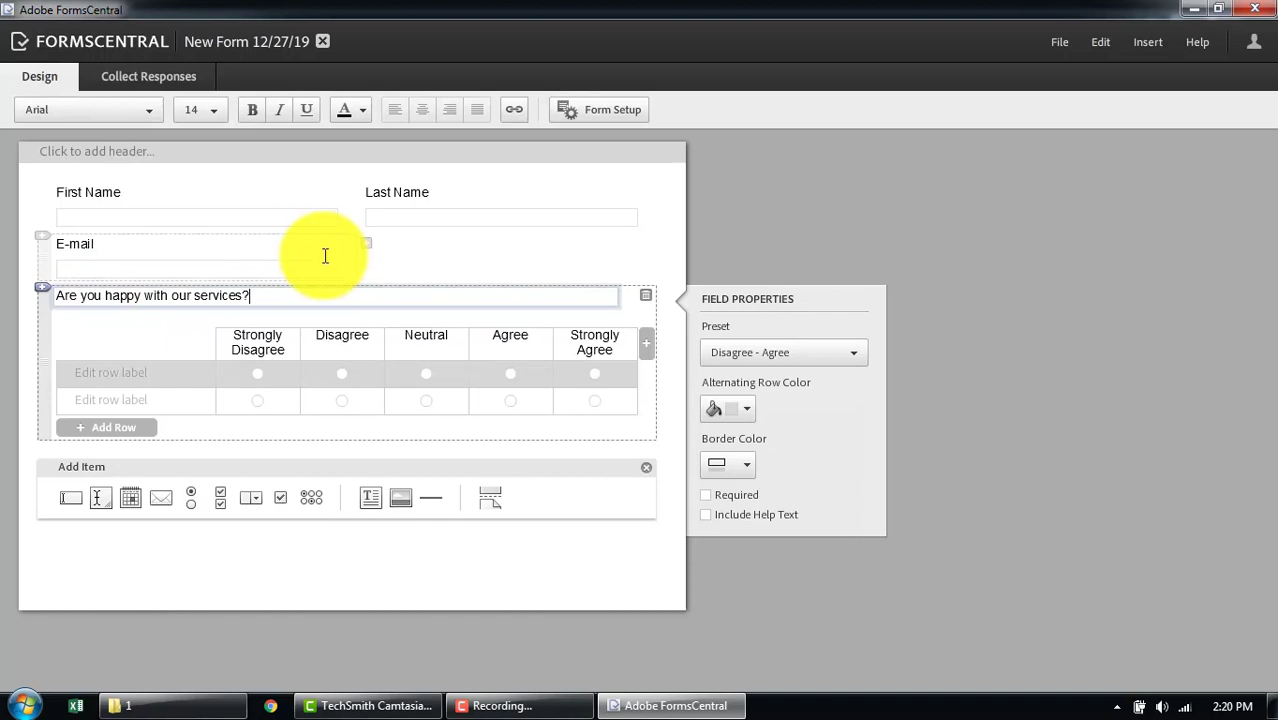 Adobe FormsCentral
FORMSCENTRAL New Form 12/27/19 File Edit Insert Help
Design Collect Responses
Arial 14 B I U A Form Setup
Click to add header...
First Name Last Name
E-mail
Are you happy with our services?
FIELD PROPERTIES
Preset
Disagree - Agree
Alternating Row Color
Border Color
Required
Include Help Text
Strongly Disagree Neutral Agree Strongly
Disagree Agree
Edit row label
Edit row label
+ Add Row
Add Item
1 TechSmith Camtasia... Recording... Adobe FormsCentral 2:20 PM